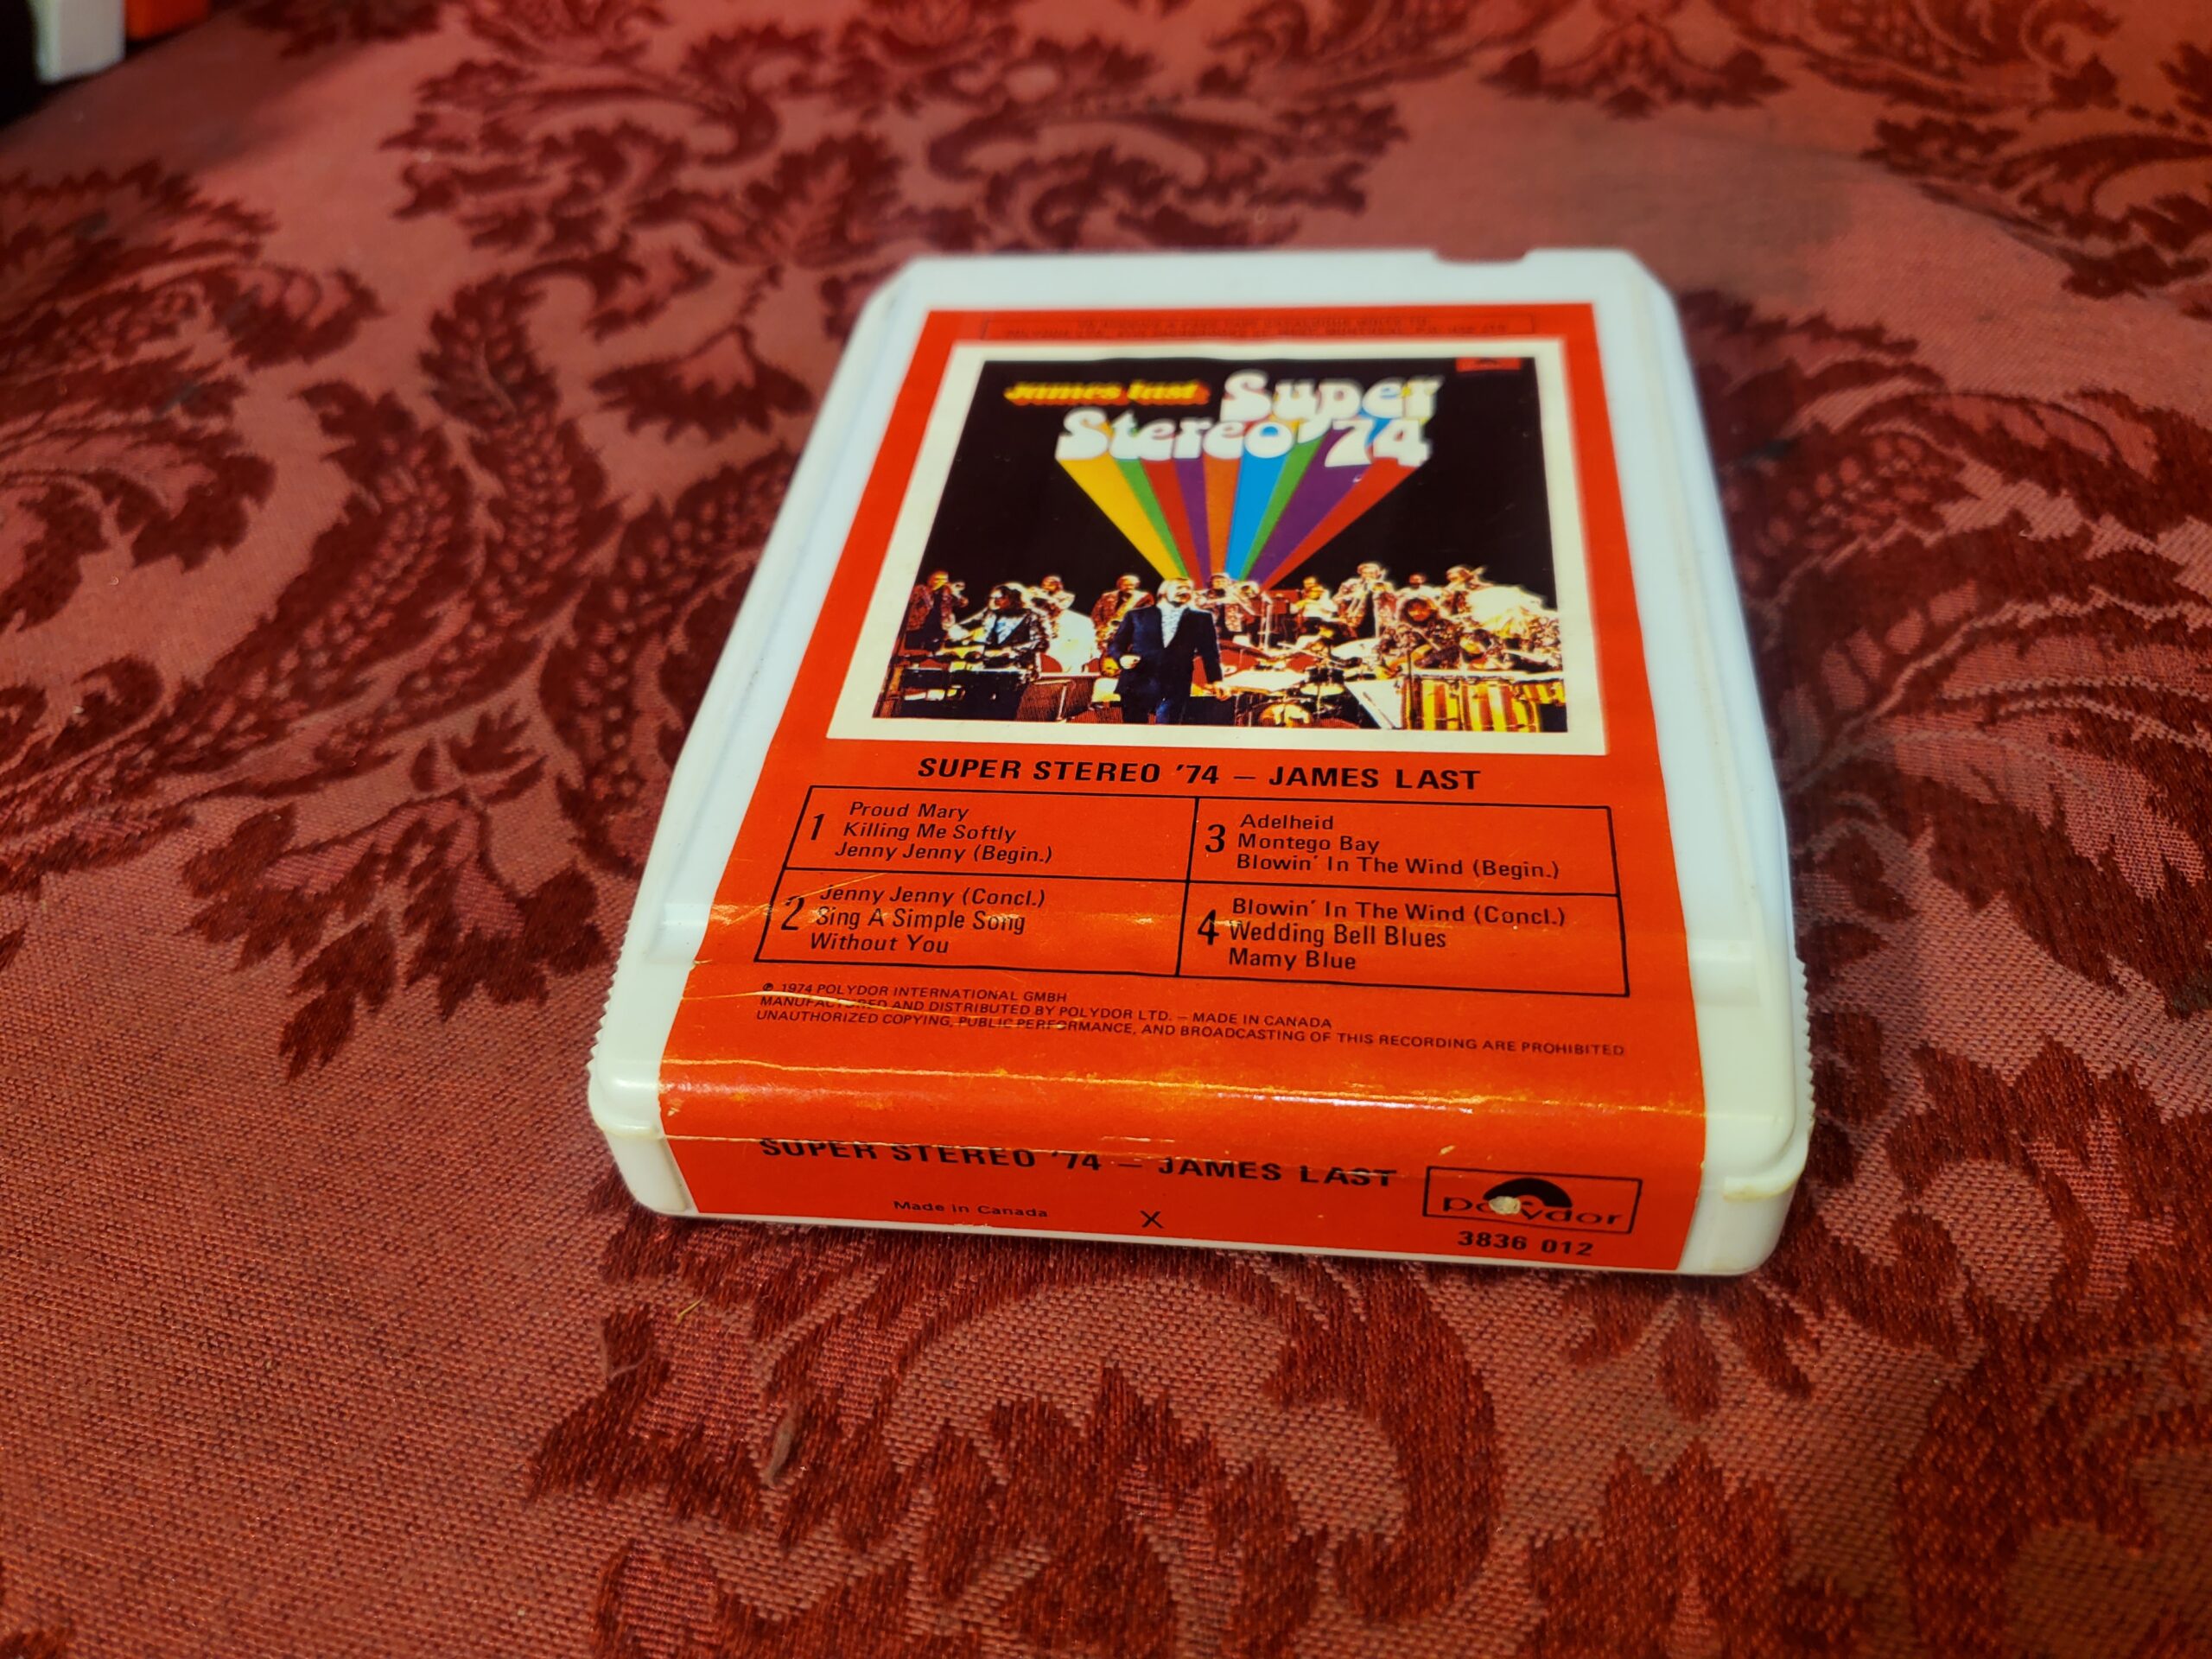 james last Super
Stereo '74
SUPER STEREO '74 – JAMES LAST
1 Proud Mary
Killing Me Softly
Jenny Jenny (Begin.)
2 Jenny Jenny (Concl.)
Sing A Simple Song
Without You
3 Adelheid
Montego Bay
Blowin' In The Wind (Begin.)
4 Blowin' In The Wind (Concl.)
Wedding Bell Blues
Mamy Blue
℗ 1974 POLYDOR INTERNATIONAL GMBH
MANUFACTURED AND DISTRIBUTED BY POLYDOR LTD. – MADE IN CANADA
UNAUTHORIZED COPYING, PUBLIC PERFORMANCE, AND BROADCASTING OF THIS RECORDING ARE PROHIBITED
SUPER STEREO '74 – JAMES LAST
Made in Canada X
polydor
3836 012